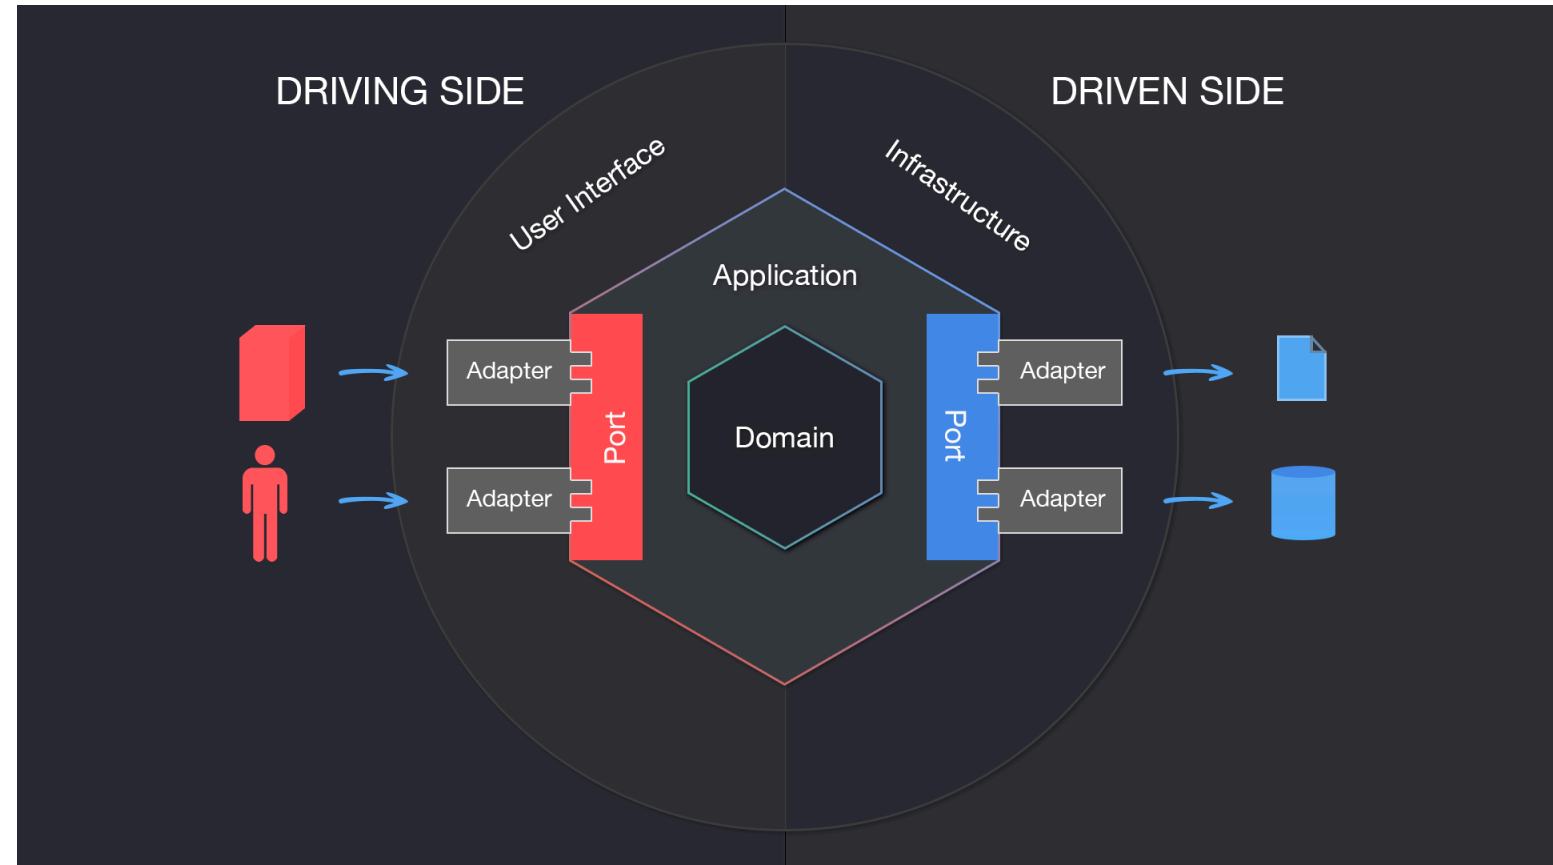 DRIVING SIDE
DRIVEN SIDE
User Interface
Infrastructure
Application
Adapter
Adapter
Port
Domain
Port
Adapter
Adapter